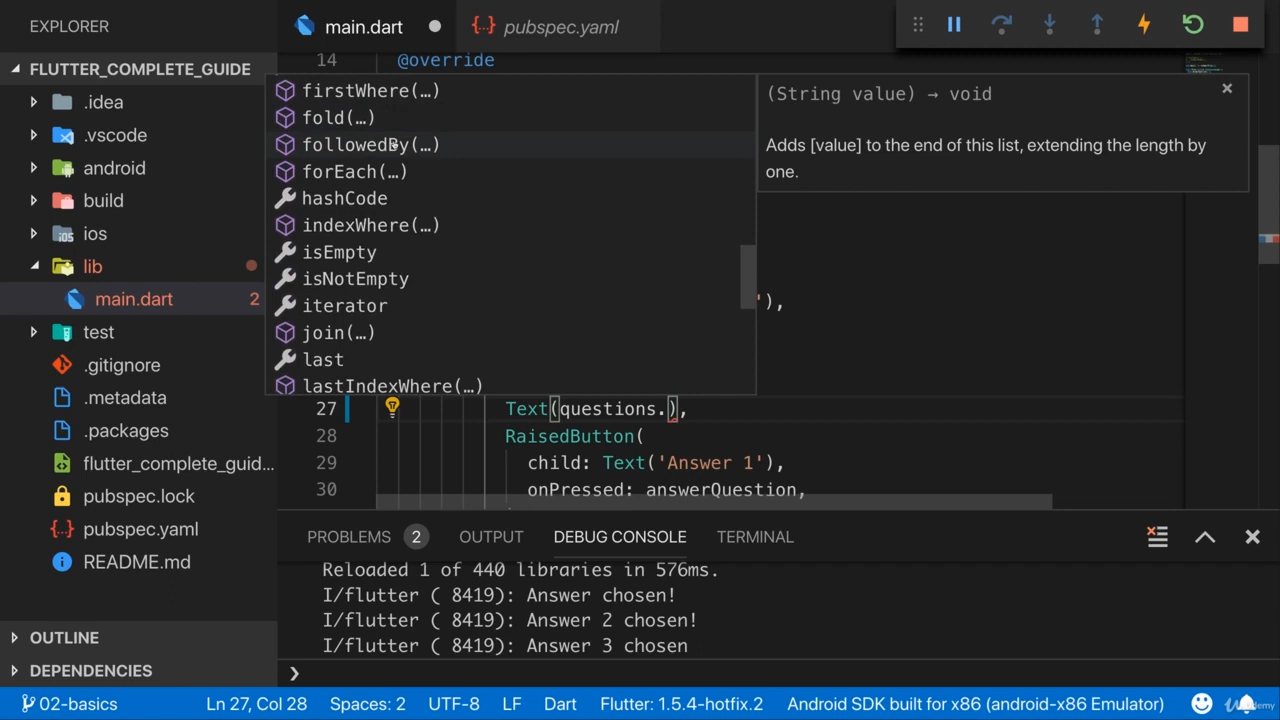 EXPLORER
main.dart
pubspec.yaml
FLUTTER_COMPLETE_GUIDE
.idea
.vscode
android
build
ios
lib
main.dart 2
test
.gitignore
.metadata
.packages
flutter_complete_guid...
pubspec.lock
pubspec.yaml
README.md
OUTLINE
DEPENDENCIES
14 @override
firstWhere(…)
fold(…)
followedBy(…)
forEach(…)
hashCode
indexWhere(…)
isEmpty
isNotEmpty
iterator
join(…)
last
lastIndexWhere(…)
(String value) → void
Adds [value] to the end of this list, extending the length by
one.
'),
27 Text(questions.),
28 RaisedButton(
29 child: Text('Answer 1'),
30 onPressed: answerQuestion,
PROBLEMS 2 OUTPUT DEBUG CONSOLE TERMINAL
Reloaded 1 of 440 libraries in 576ms.
I/flutter ( 8419): Answer chosen!
I/flutter ( 8419): Answer 2 chosen!
I/flutter ( 8419): Answer 3 chosen
02-basics Ln 27, Col 28 Spaces: 2 UTF-8 LF Dart Flutter: 1.5.4-hotfix.2 Android SDK built for x86 (android-x86 Emulator)
Udemy